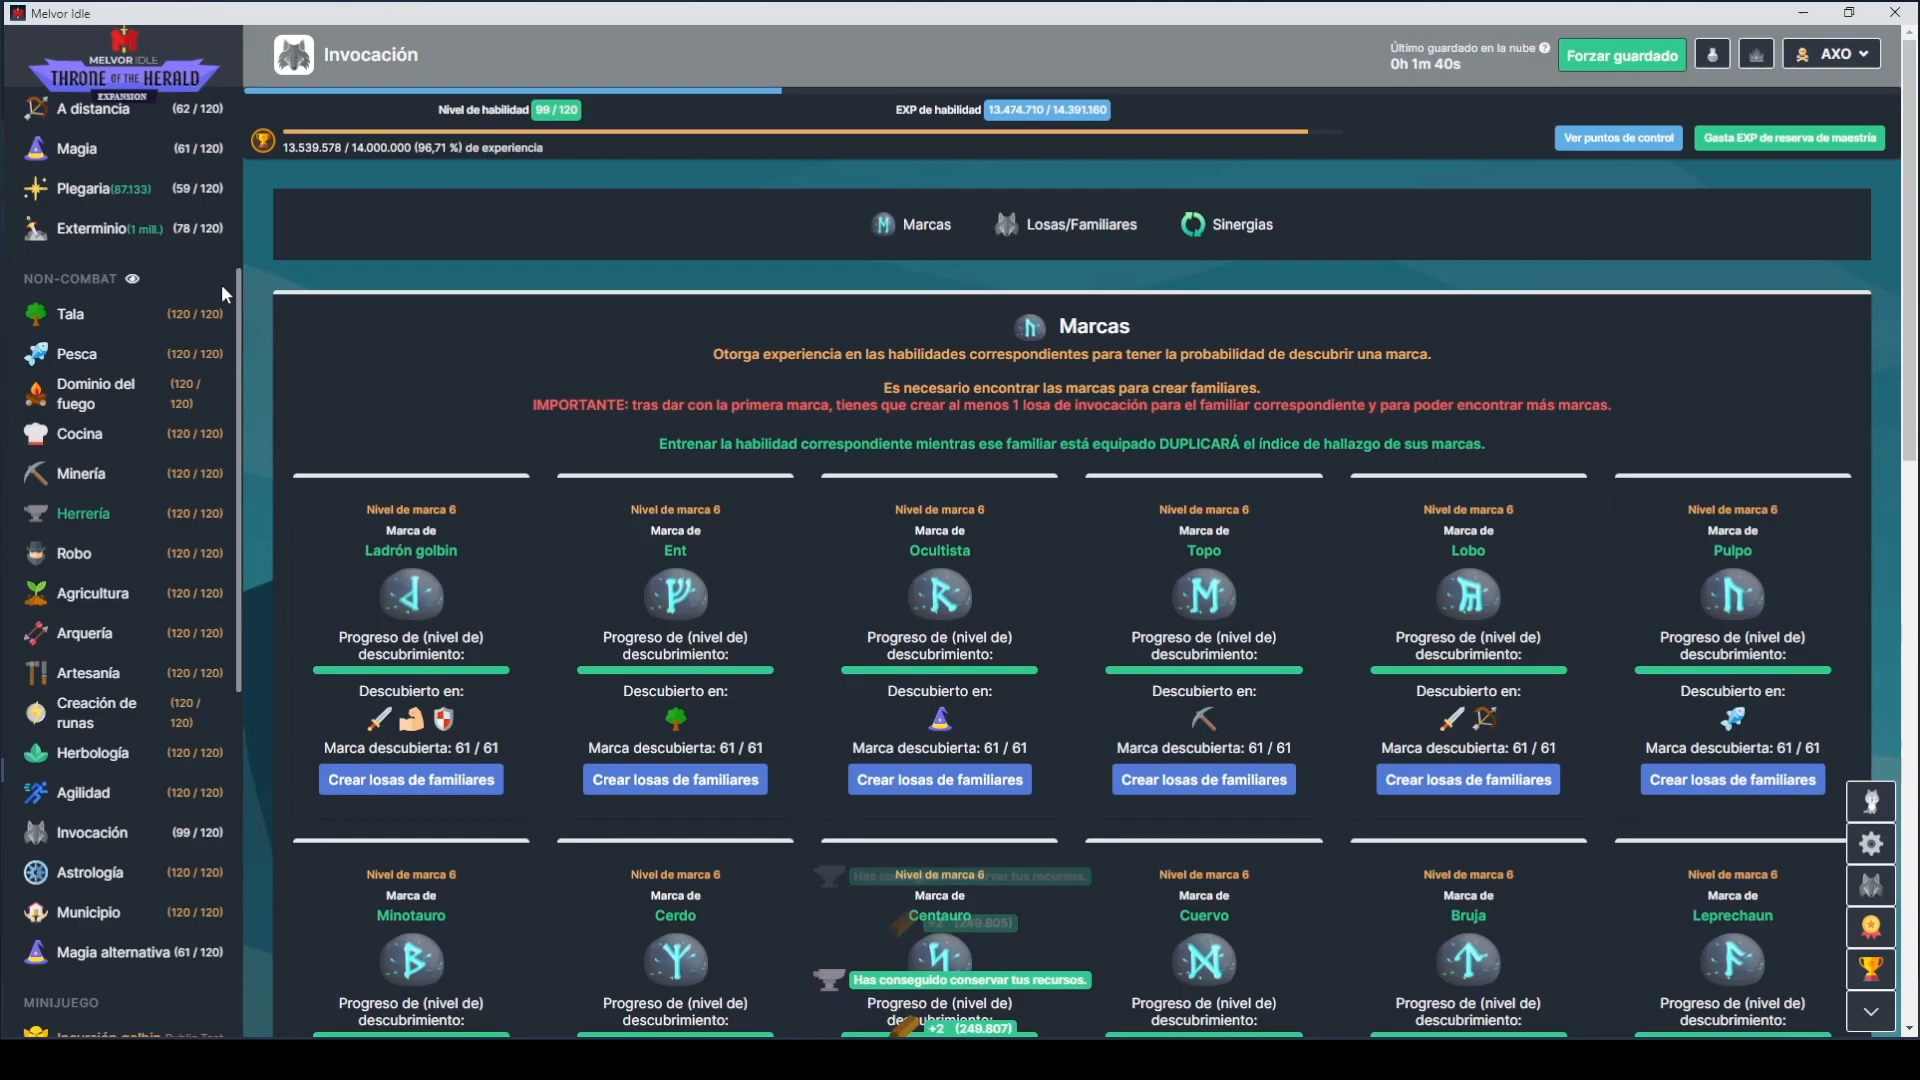 Melvor Idle
MELVOR IDLE
THRONE OF THE HERALD
EXPANSION
Invocación
Último guardado en la nube
0h 1m 40s
Forzar guardado
AXO
Nivel de habilidad 99 / 120
EXP de habilidad 13.474.710 / 14.391.160
13.539.578 / 14.000.000 (96,71 %) de experiencia
Ver puntos de control
Gasta EXP de reserva de maestría
A distancia (62 / 120)
Magia (61 / 120)
Plegaria(87.133) (59 / 120)
Exterminio(1 mill.) (78 / 120)
NON-COMBAT
Tala (120 / 120)
Pesca (120 / 120)
Dominio del fuego (120 / 120)
Cocina (120 / 120)
Minería (120 / 120)
Herrería (120 / 120)
Robo (120 / 120)
Agricultura (120 / 120)
Arquería (120 / 120)
Artesanía (120 / 120)
Creación de runas (120 / 120)
Herbología (120 / 120)
Agilidad (120 / 120)
Invocación (99 / 120)
Astrología (120 / 120)
Municipio (120 / 120)
Magia alternativa (61 / 120)
MINIJUEGO
Incursión golbin Public Test
Marcas
Losas/Familiares
Sinergias
Marcas
Otorga experiencia en las habilidades correspondientes para tener la probabilidad de descubrir una marca.
Es necesario encontrar las marcas para crear familiares.
IMPORTANTE: tras dar con la primera marca, tienes que crear al menos 1 losa de invocación para el familiar correspondiente y para poder encontrar más marcas.
Entrenar la habilidad correspondiente mientras ese familiar está equipado DUPLICARÁ el índice de hallazgo de sus marcas.
Nivel de marca 6
Marca de
Ladrón golbin
Progreso de (nivel de)
descubrimiento:
Descubierto en:
Marca descubierta: 61 / 61
Crear losas de familiares
Nivel de marca 6
Marca de
Ent
Progreso de (nivel de)
descubrimiento:
Descubierto en:
Marca descubierta: 61 / 61
Crear losas de familiares
Nivel de marca 6
Marca de
Ocultista
Progreso de (nivel de)
descubrimiento:
Descubierto en:
Marca descubierta: 61 / 61
Crear losas de familiares
Nivel de marca 6
Marca de
Topo
Progreso de (nivel de)
descubrimiento:
Descubierto en:
Marca descubierta: 61 / 61
Crear losas de familiares
Nivel de marca 6
Marca de
Lobo
Progreso de (nivel de)
descubrimiento:
Descubierto en:
Marca descubierta: 61 / 61
Crear losas de familiares
Nivel de marca 6
Marca de
Pulpo
Progreso de (nivel de)
descubrimiento:
Descubierto en:
Marca descubierta: 61 / 61
Crear losas de familiares
Nivel de marca 6
Marca de
Minotauro
Progreso de (nivel de)
descubrimiento:
Nivel de marca 6
Marca de
Cerdo
Progreso de (nivel de)
descubrimiento:
Nivel de marca 6
Marca de
Centauro
+2 (249.805)
Has conseguido conservar tus recursos.
Progreso de (nivel de)
+2 (249.807)
Nivel de marca 6
Marca de
Cuervo
Progreso de (nivel de)
descubrimiento:
Nivel de marca 6
Marca de
Bruja
Progreso de (nivel de)
descubrimiento:
Nivel de marca 6
Marca de
Leprechaun
Progreso de (nivel de)
descubrimiento: